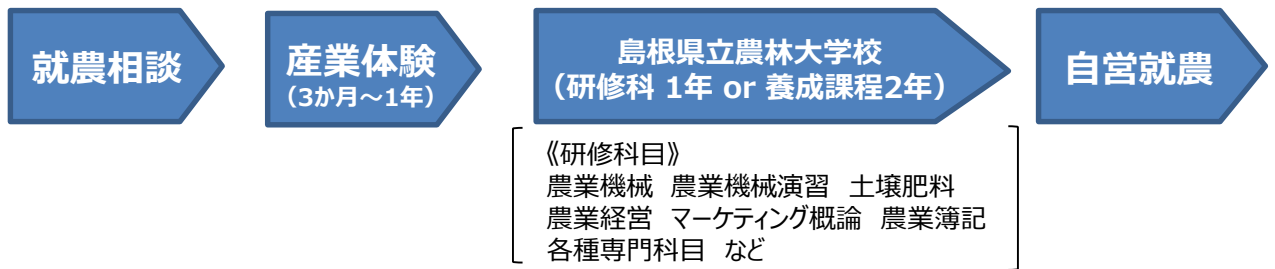 就農相談
産業体験
（3か月～1年）
島根県立農林大学校
（研修科 1年 or 養成課程2年）
自営就農
《研修科目》
農業機械　農業機械演習　土壌肥料
農業経営　マーケティング概論　農業簿記
各種専門科目　など